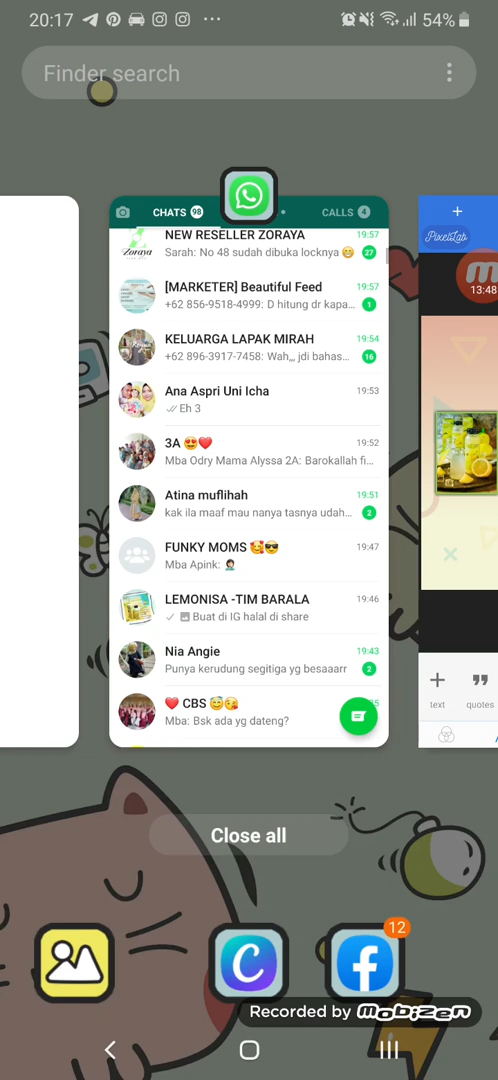 20:17
54%
Finder search
CHATS 98
CALLS 4
NEW RESELLER ZORAYA 19:57
Sarah: No 48 sudah dibuka locknya 😁 27
Zoraya
[MARKETER] Beautiful Feed 19:57
+62 856-9518-4999: D hitung dr kapa... 1
KELUARGA LAPAK MIRAH 19:54
+62 896-3917-7458: Wah,,, jdi bahas... 16
Ana Aspri Uni Icha 19:53
Eh 3
3A 😍❤️ 19:52
Mba Odry Mama Alyssa 2A: Barokallah fi...
Atina muflihah 19:51
kak ila maaf mau nanya tasnya udah... 2
FUNKY MOMS 🥰😎 19:47
Mba Apink: 🤦🏻‍♀️
LEMONISA -TIM BARALA 19:46
Buat di IG halal di share
Nia Angie 19:43
Punya kerudung segitiga yg besaaarr 2
❤️ CBS 😇😘
Mba: Bsk ada yg dateng?
PixelLab
13:48
text
quotes
Close all
12
Recorded by mobizen